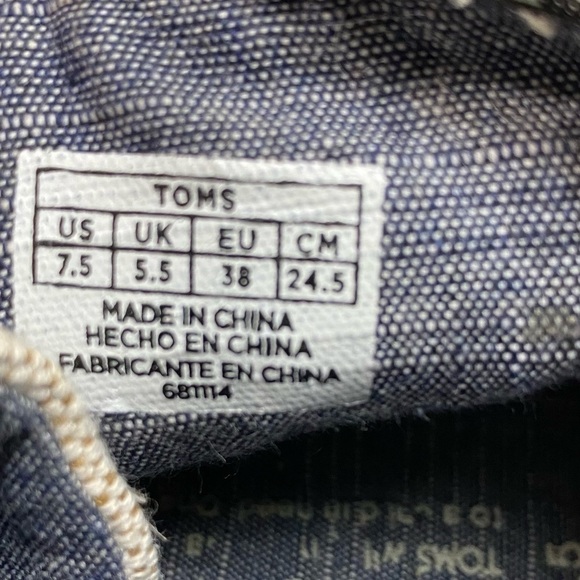 TOMS
US UK EU CM
7.5 5.5 38 24.5
MADE IN CHINA
HECHO EN CHINA
FABRICANTE EN CHINA
681114
TOMS